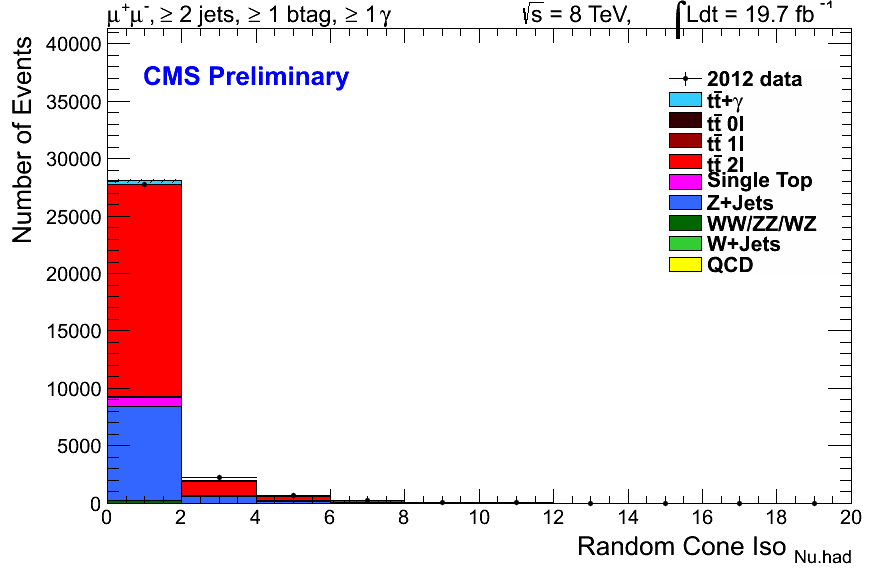 μ⁺μ⁻, ≥ 2 jets, ≥ 1 btag, ≥ 1 γ √s = 8 TeV, ∫Ldt = 19.7 fb⁻¹
CMS Preliminary
2012 data
tt̄+γ
tt̄ 0l
tt̄ 1l
tt̄ 2l
Single Top
Z+Jets
WW/ZZ/WZ
W+Jets
QCD
Number of Events
40000
35000
30000
25000
20000
15000
10000
5000
0
0 2 4 6 8 10 12 14 16 18 20
Random Cone Iso Nu.had